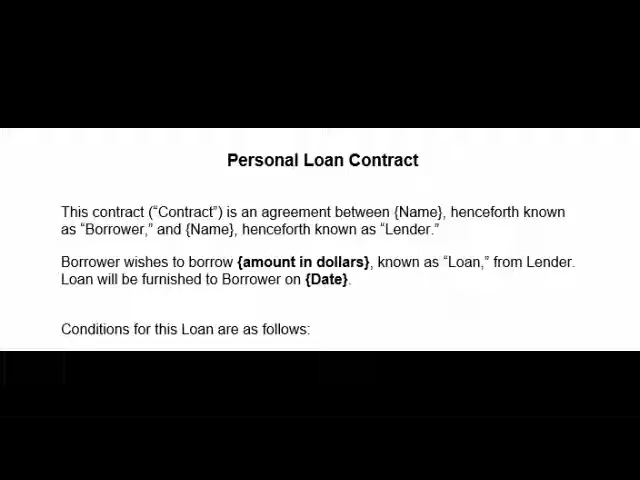 Personal Loan Contract
This contract (“Contract”) is an agreement between {Name}, henceforth known
as “Borrower,” and {Name}, henceforth known as “Lender.”
Borrower wishes to borrow {amount in dollars}, known as “Loan,” from Lender.
Loan will be furnished to Borrower on {Date}.
Conditions for this Loan are as follows: